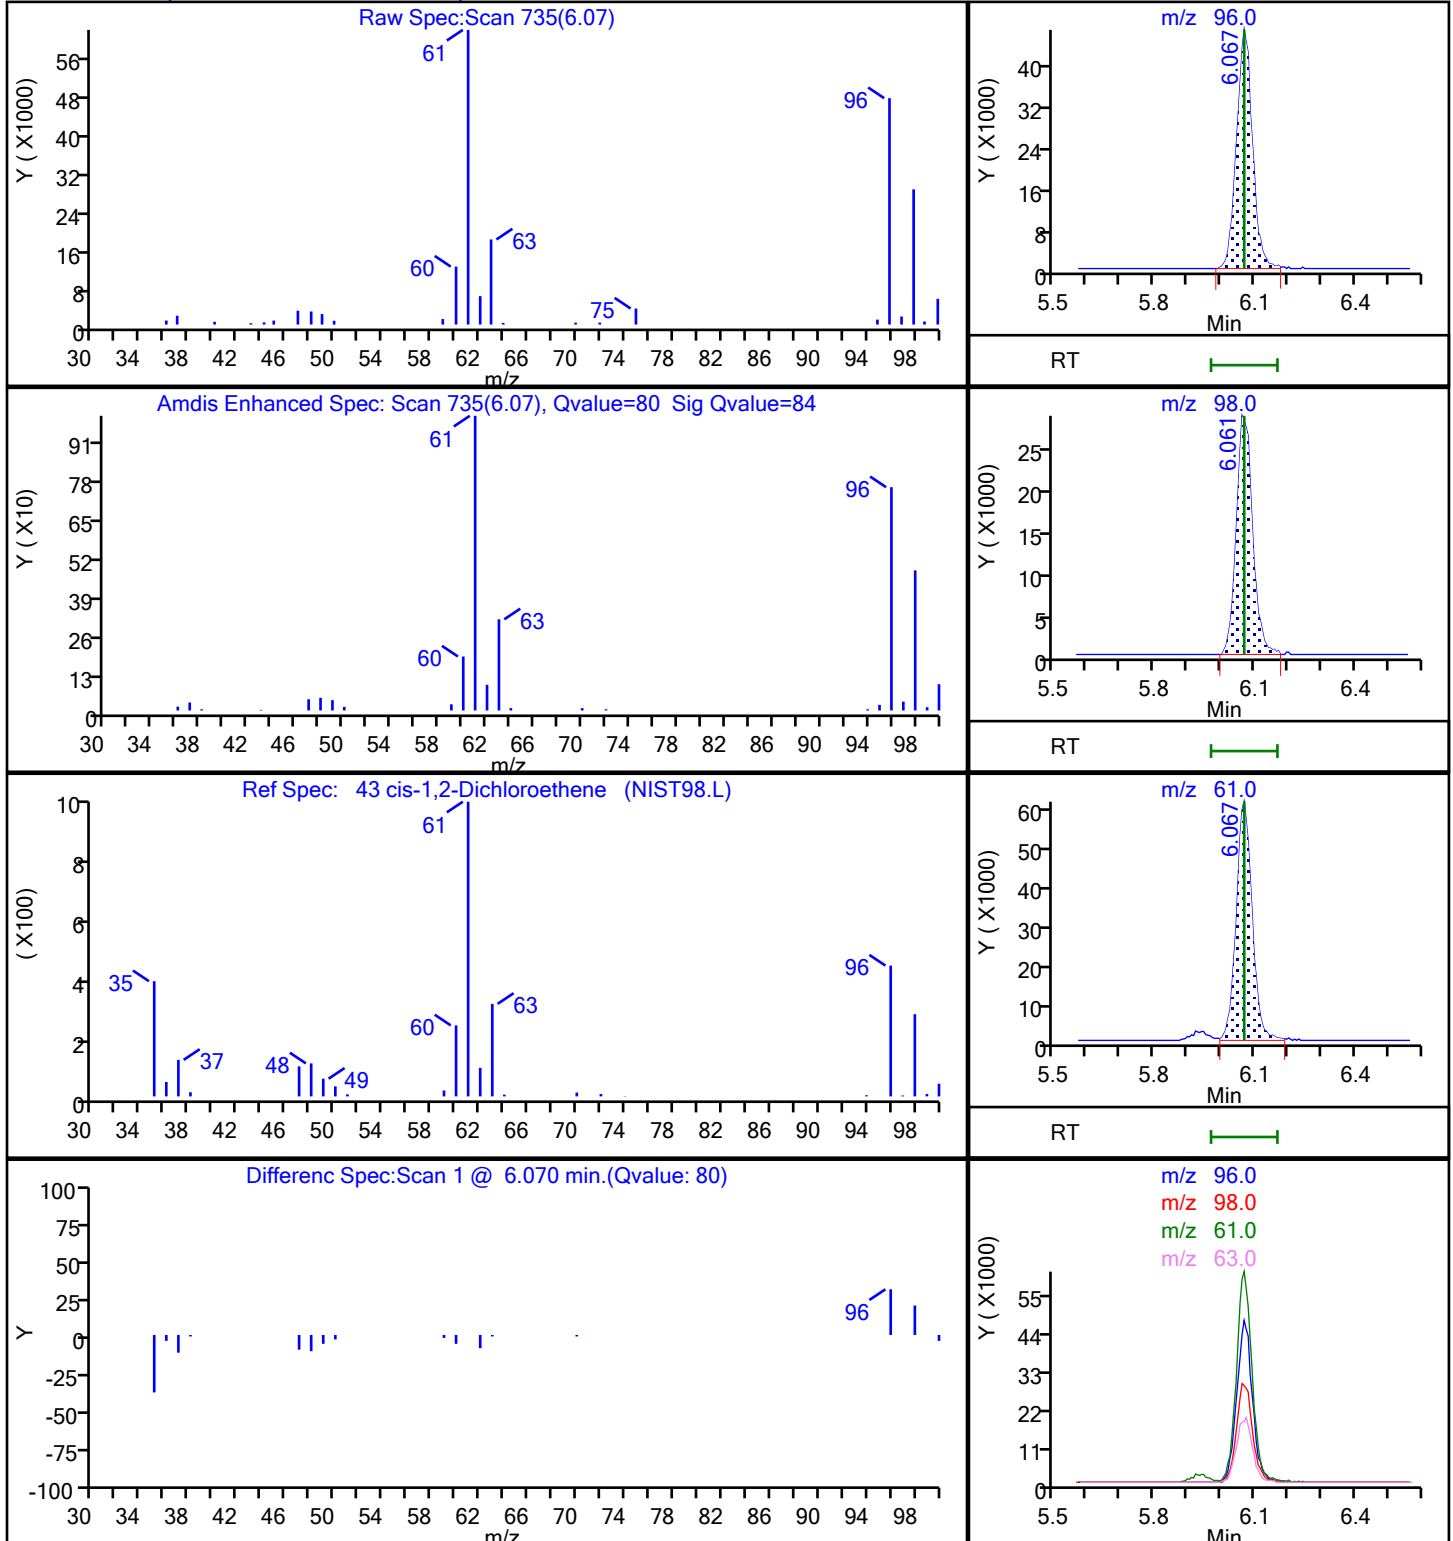 Raw Spec:Scan 735(6.07)
Y ( X1000)
56
48
40
32
24
16
8
0
61
96
60
63
75
30 34 38 42 46 50 54 58 62 66 70 74 78 82 86 90 94 98
m/z
m/z 96.0
6.067
Y ( X1000)
40
32
24
16
8
0
5.5 5.8 6.1 6.4
Min
RT
Amdis Enhanced Spec: Scan 735(6.07), Qvalue=80 Sig Qvalue=84
Y ( X10)
91
78
65
52
39
26
13
0
61
96
60
63
30 34 38 42 46 50 54 58 62 66 70 74 78 82 86 90 94 98
m/z
m/z 98.0
6.061
Y ( X1000)
25
20
15
10
5
0
5.5 5.8 6.1 6.4
Min
RT
Ref Spec: 43 cis-1,2-Dichloroethene (NIST98.L)
( X100)
10
8
6
4
2
0
61
96
35
63
60
37
48
49
30 34 38 42 46 50 54 58 62 66 70 74 78 82 86 90 94 98
m/z 61.0
6.067
Y ( X1000)
60
50
40
30
20
10
0
5.5 5.8 6.1 6.4
Min
RT
Differenc Spec:Scan 1 @ 6.070 min.(Qvalue: 80)
Y
100
75
50
25
0
-25
-50
-75
-100
96
30 34 38 42 46 50 54 58 62 66 70 74 78 82 86 90 94 98
m/z
m/z 96.0
m/z 98.0
m/z 61.0
m/z 63.0
Y ( X1000)
55
44
33
22
11
0
5.5 5.8 6.1 6.4
Min